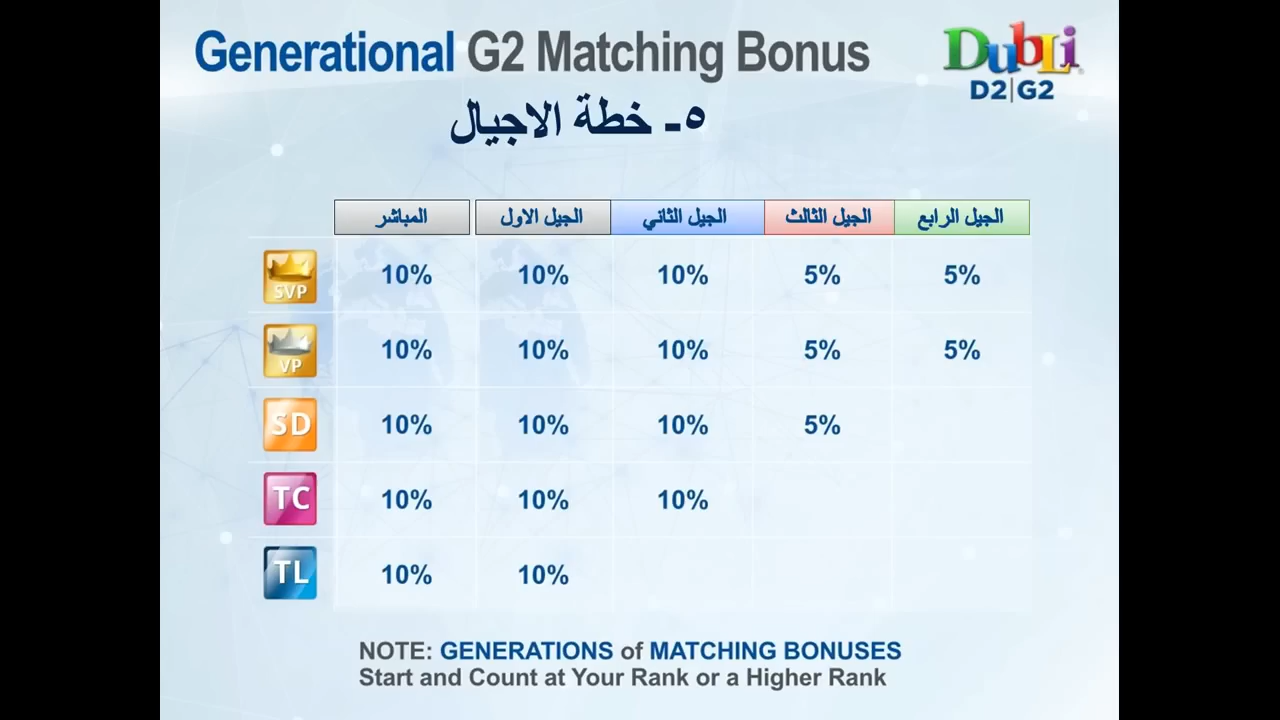 Generational G2 Matching Bonus
DubLi
D2|G2
٥- خطة الاجيال
المباشر الجيل الاول الجيل الثاني الجيل الثالث الجيل الرابع
SVP 10% 10% 10% 5% 5%
VP 10% 10% 10% 5% 5%
SD 10% 10% 10% 5%
TC 10% 10% 10%
TL 10% 10%
NOTE: GENERATIONS of MATCHING BONUSES
Start and Count at Your Rank or a Higher Rank